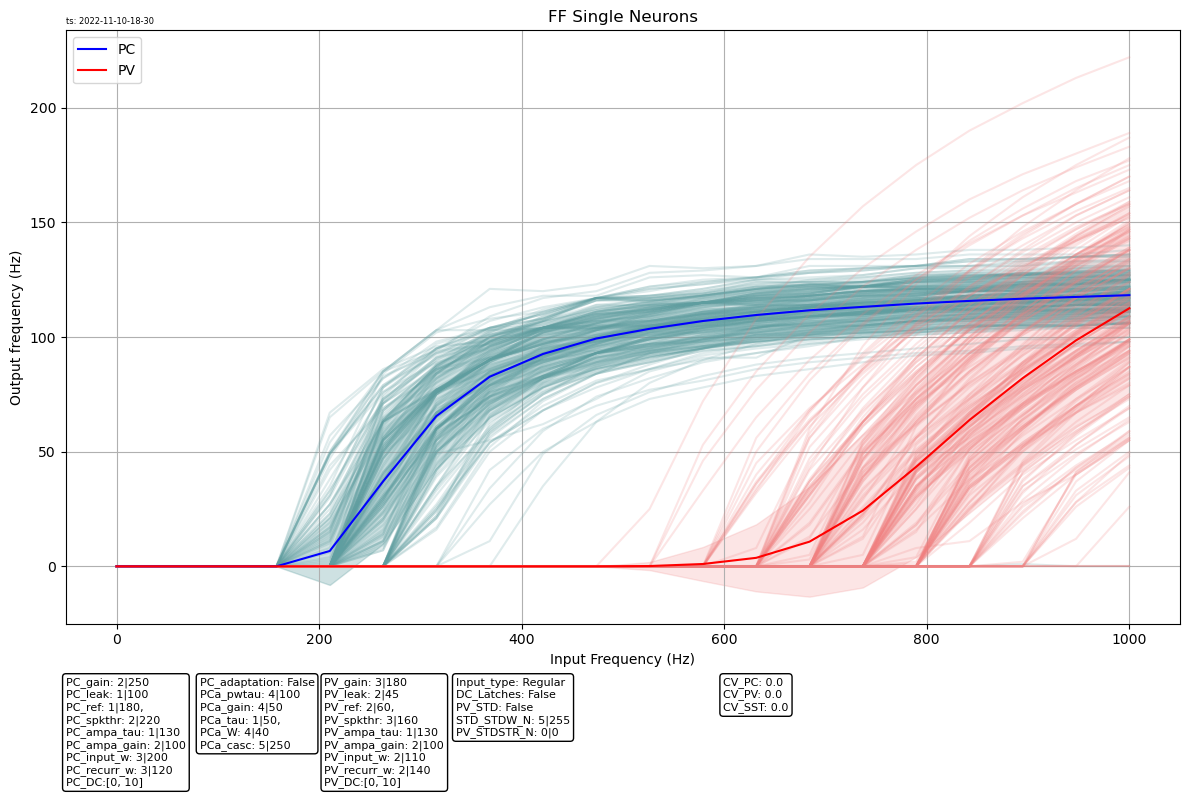 ts: 2022-11-10-18-30
FF Single Neurons
PC
PV
Output frequency (Hz)
200
150
100
50
0
0 200 400 600 800 1000
Input Frequency (Hz)
PC_gain: 2|250
PC_leak: 1|100
PC_ref: 1|180,
PC_spkthr: 2|220
PC_ampa_tau: 1|130
PC_ampa_gain: 2|100
PC_input_w: 3|200
PC_recurr_w: 3|120
PC_DC:[0, 10]
PC_adaptation: False
PCa_pwtau: 4|100
PCa_gain: 4|50
PCa_tau: 1|50,
PCa_W: 4|40
PCa_casc: 5|250
PV_gain: 3|180
PV_leak: 2|45
PV_ref: 2|60,
PV_spkthr: 3|160
PV_ampa_tau: 1|130
PV_ampa_gain: 2|100
PV_input_w: 2|110
PV_recurr_w: 2|140
PV_DC:[0, 10]
Input_type: Regular
DC_Latches: False
PV_STD: False
STD_STDW_N: 5|255
PV_STDSTR_N: 0|0
CV_PC: 0.0
CV_PV: 0.0
CV_SST: 0.0